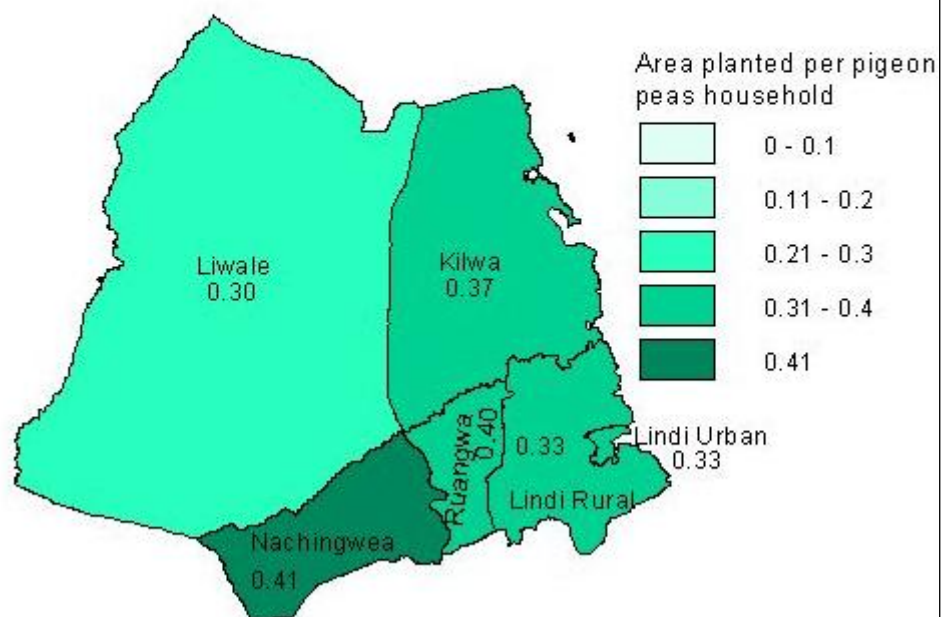 Area planted per pigeon
peas household
0 - 0.1
0.11 - 0.2
0.21 - 0.3
0.31 - 0.4
0.41
Liwale
0.30
Kilwa
0.37
Ruangwa
0.40
0.33
Lindi Rural
Lindi Urban
0.33
Nachingwea
0.41